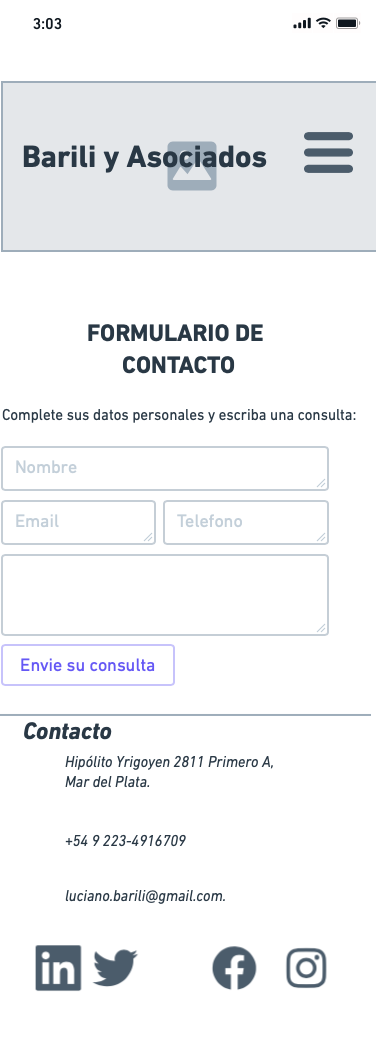 3:03
Barili y Asociados
FORMULARIO DE
CONTACTO
Complete sus datos personales y escriba una consulta:
Nombre
Email
Telefono
Envie su consulta
Contacto
Hipólito Yrigoyen 2811 Primero A,
Mar del Plata.
+54 9 223-4916709
luciano.barili@gmail.com.
in